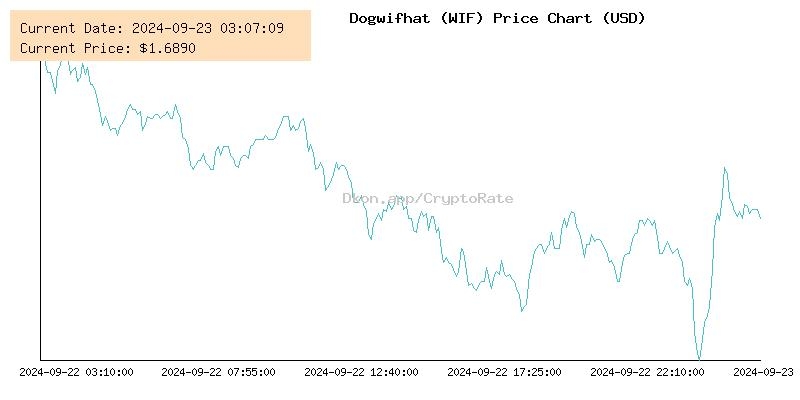 Dogwifhat (WIF) Price Chart (USD)
Current Date: 2024-09-23 03:07:09
Current Price: $1.6890
Dkon.app/CryptoRate
2024-09-22 03:10:00 2024-09-22 07:55:00 2024-09-22 12:40:00 2024-09-22 17:25:00 2024-09-22 22:10:00 2024-09-23